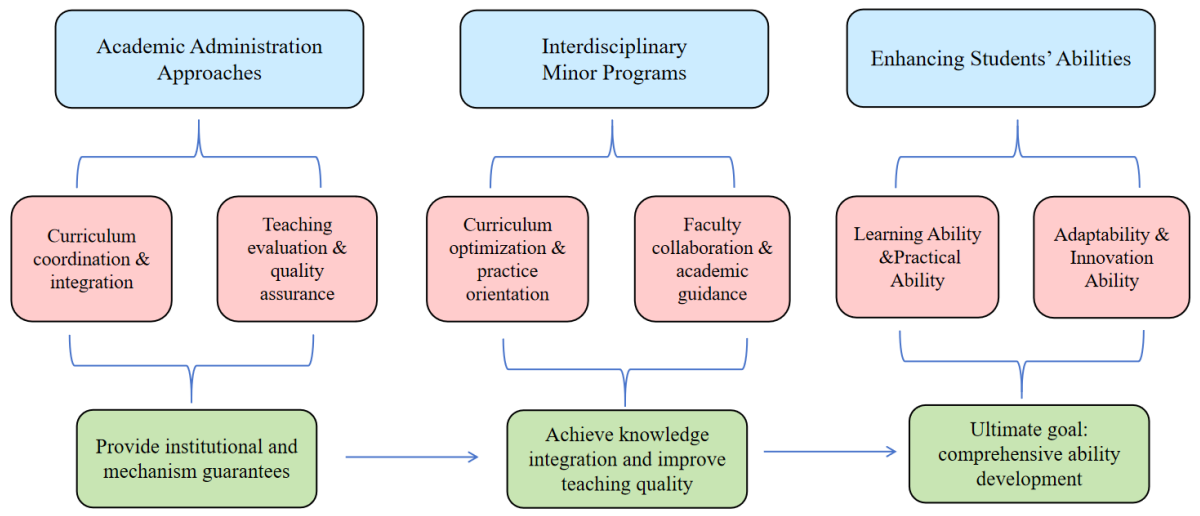 Academic Administration
Approaches
Interdisciplinary
Minor Programs
Enhancing Students’ Abilities
Curriculum
coordination &
integration
Teaching
evaluation &
quality
assurance
Curriculum
optimization &
practice
orientation
Faculty
collaboration &
academic
guidance
Learning Ability
&Practical
Ability
Adaptability &
Innovation
Ability
Provide institutional and
mechanism guarantees
Achieve knowledge
integration and improve
teaching quality
Ultimate goal:
comprehensive ability
development